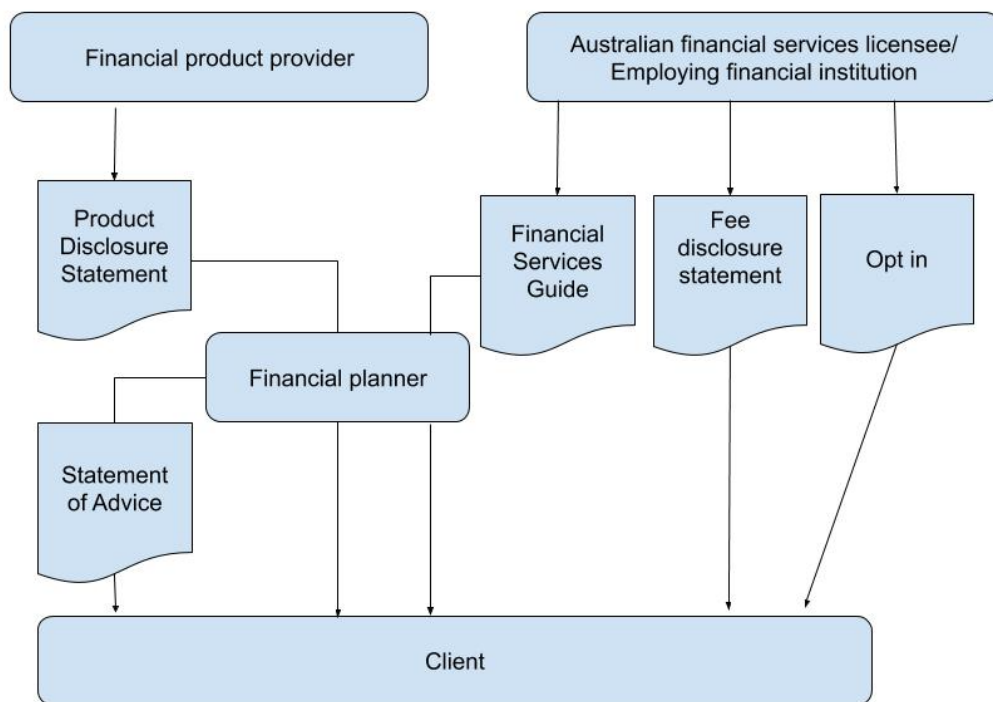 Financial product provider
Australian financial services licensee/
Employing financial institution
Product
Disclosure
Statement
Financial
Services
Guide
Fee
disclosure
statement
Opt in
Financial planner
Statement
of Advice
Client